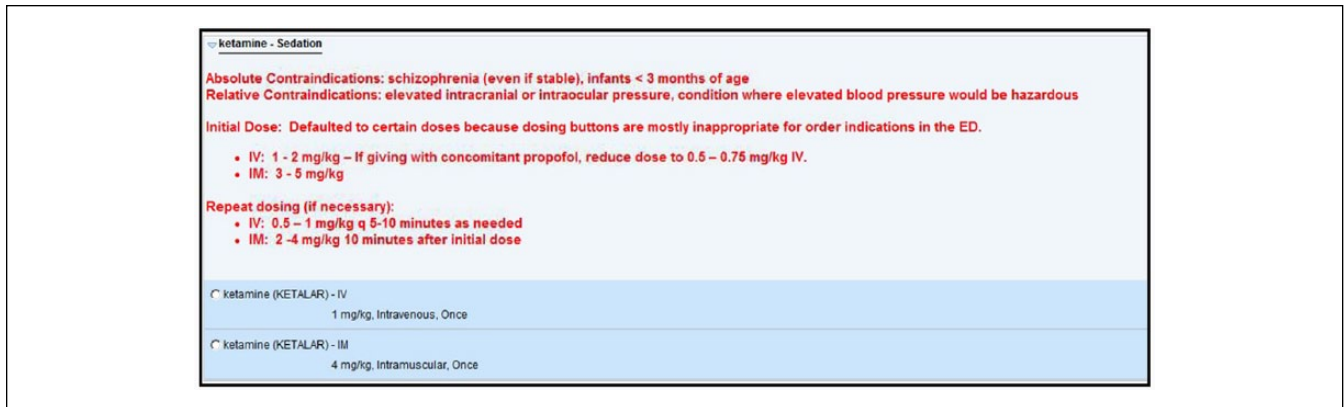 ketamine - Sedation
Absolute Contraindications: schizophrenia (even if stable), infants < 3 months of age
Relative Contraindications: elevated intracranial or intraocular pressure, condition where elevated blood pressure would be hazardous
Initial Dose: Defaulted to certain doses because dosing buttons are mostly inappropriate for order indications in the ED.
• IV: 1 - 2 mg/kg – If giving with concomitant propofol, reduce dose to 0.5 – 0.75 mg/kg IV.
• IM: 3 - 5 mg/kg
Repeat dosing (if necessary):
• IV: 0.5 – 1 mg/kg q 5-10 minutes as needed
• IM: 2 -4 mg/kg 10 minutes after initial dose
ketamine (KETALAR) - IV
1 mg/kg, Intravenous, Once
ketamine (KETALAR) - IM
4 mg/kg, Intramuscular, Once